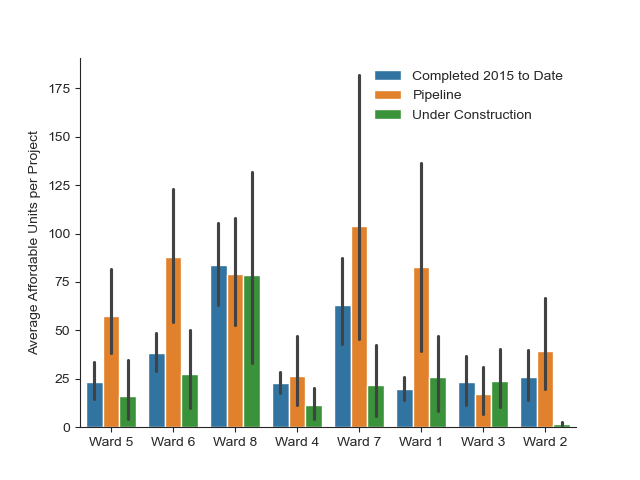 Completed 2015 to Date
Pipeline
Under Construction
Average Affordable Units per Project
175
150
125
100
75
50
25
0
Ward 5 Ward 6 Ward 8 Ward 4 Ward 7 Ward 1 Ward 3 Ward 2